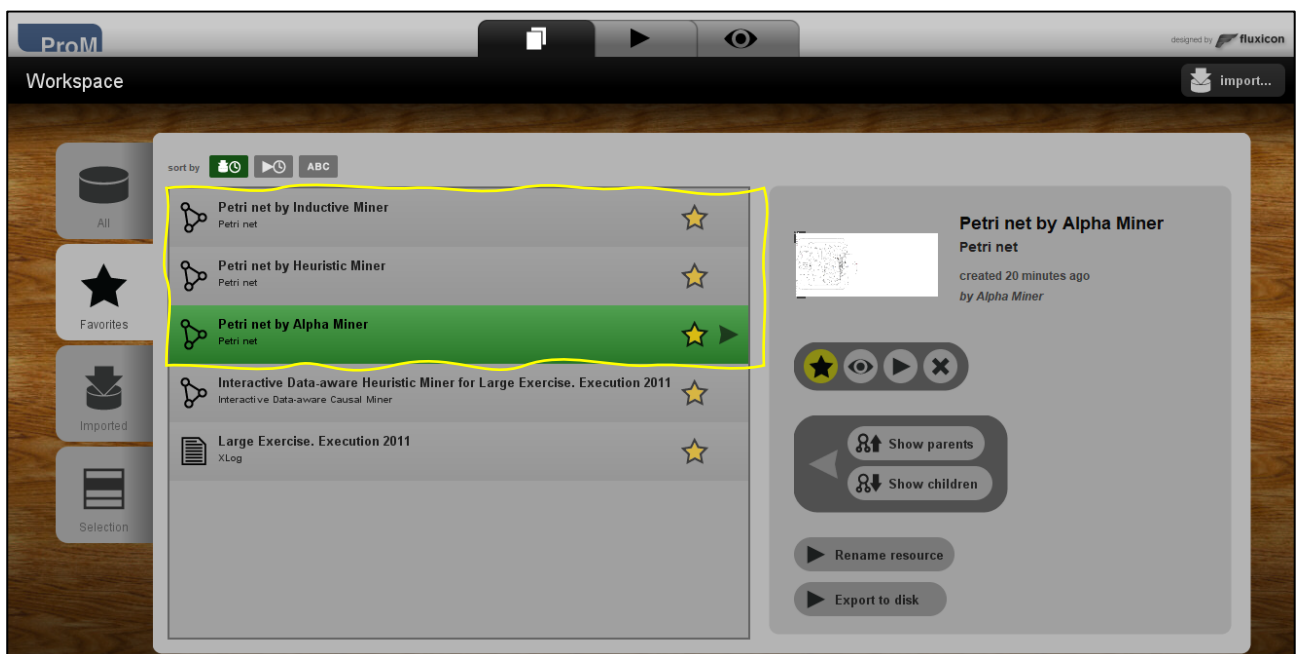 ProM
designed by fluxicon
Workspace
import...
All
Favorites
Imported
Selection
sort by
ABC
Petri net by Inductive Miner
Petri net
Petri net by Heuristic Miner
Petri net
Petri net by Alpha Miner
Petri net
Interactive Data-aware Heuristic Miner for Large Exercise. Execution 2011
Interactive Data-aware Causal Miner
Large Exercise. Execution 2011
XLog
Petri net by Alpha Miner
Petri net
created 20 minutes ago
by Alpha Miner
Show parents
Show children
Rename resource
Export to disk